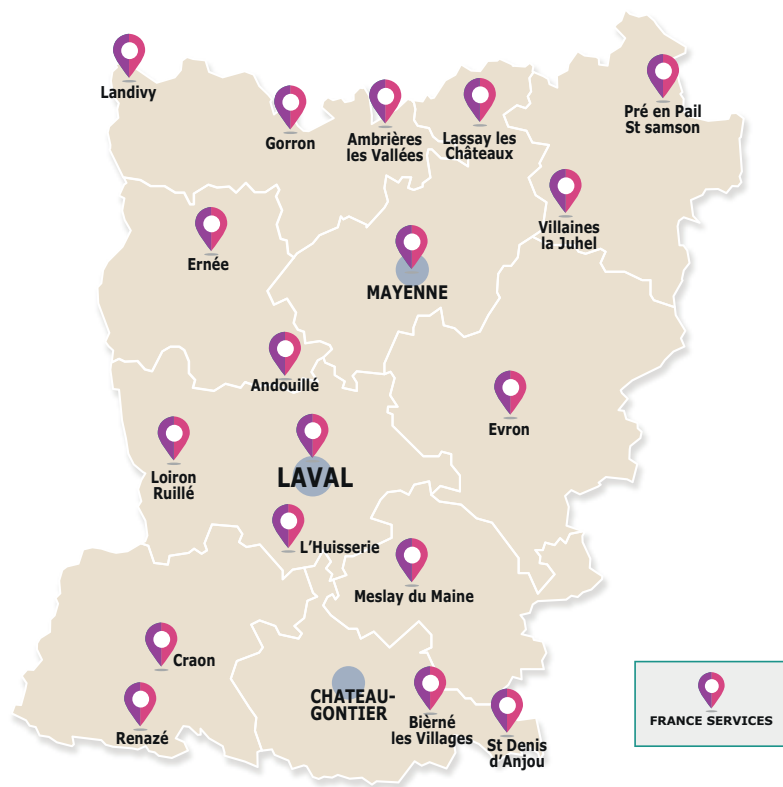 Landivy
Gorron
Ambrières
les Vallées
Lassay les
Châteaux
Pré en Pail
St samson
Villaines
la Juhel
Ernée
MAYENNE
Andouillé
Evron
Loiron
Ruillé
LAVAL
L'Huisserie
Meslay du Maine
Craon
Renazé
CHATEAU-
GONTIER
Bièrné
les Villages
St Denis
d'Anjou
FRANCE SERVICES